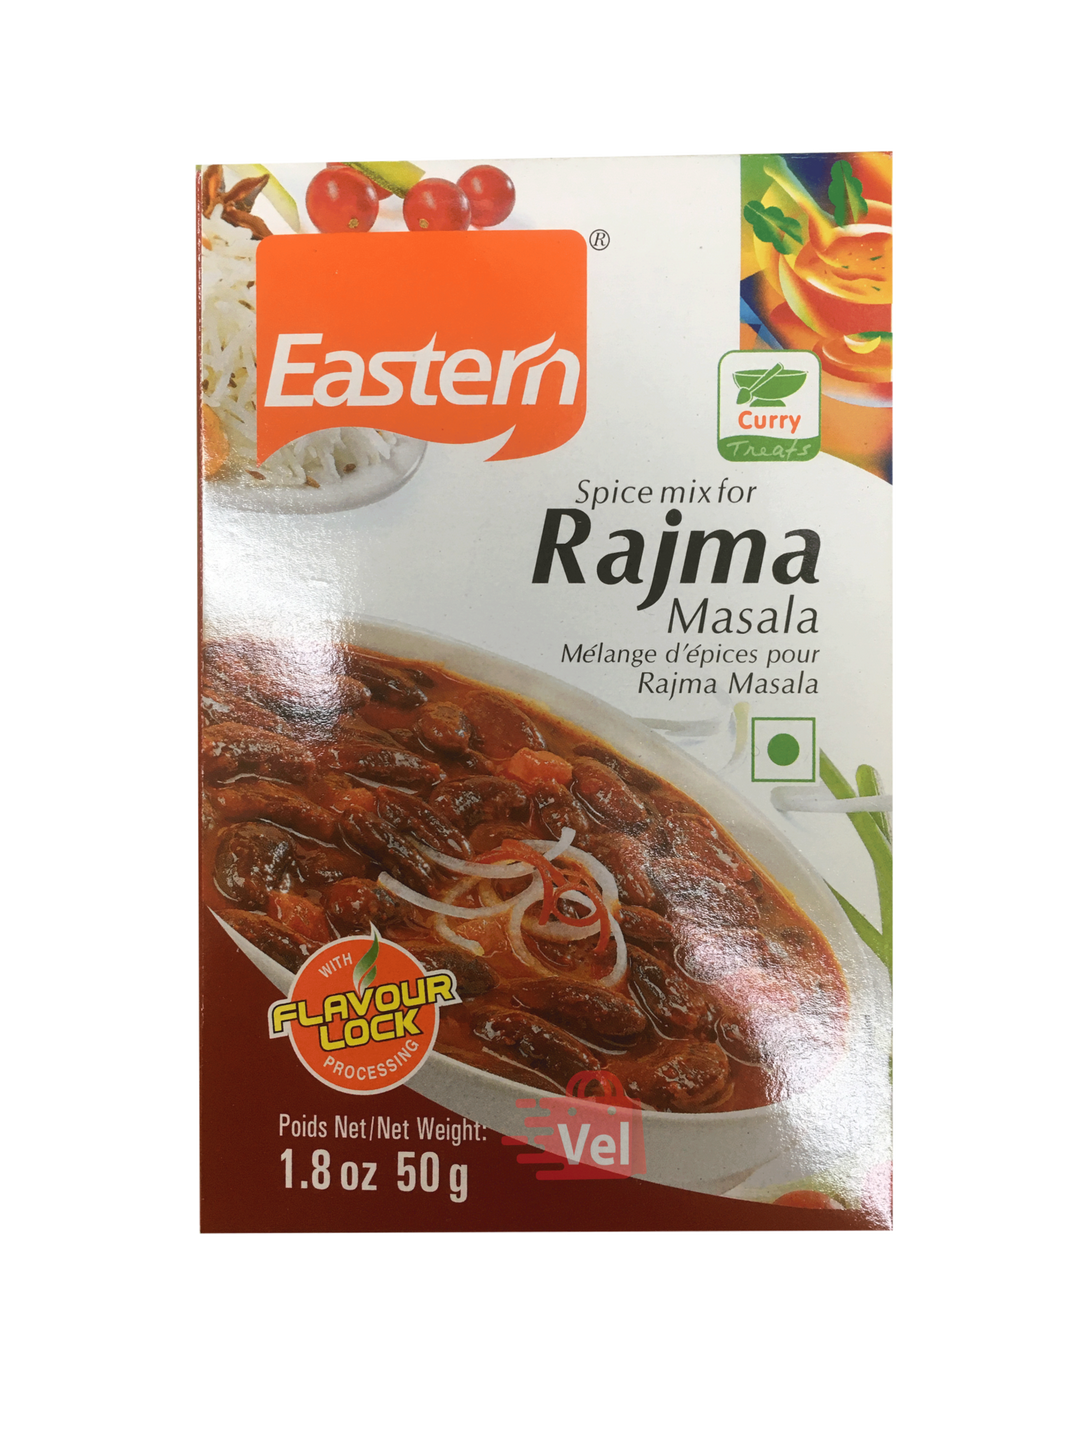 Eastern
®
Curry
Treats
Spice mix for
Rajma
Masala
Mélange d'épices pour
Rajma Masala
WITH
FLAVOUR
LOCK
PROCESSING
Poids Net/Net Weight:
1.8 oz 50 g
Vel